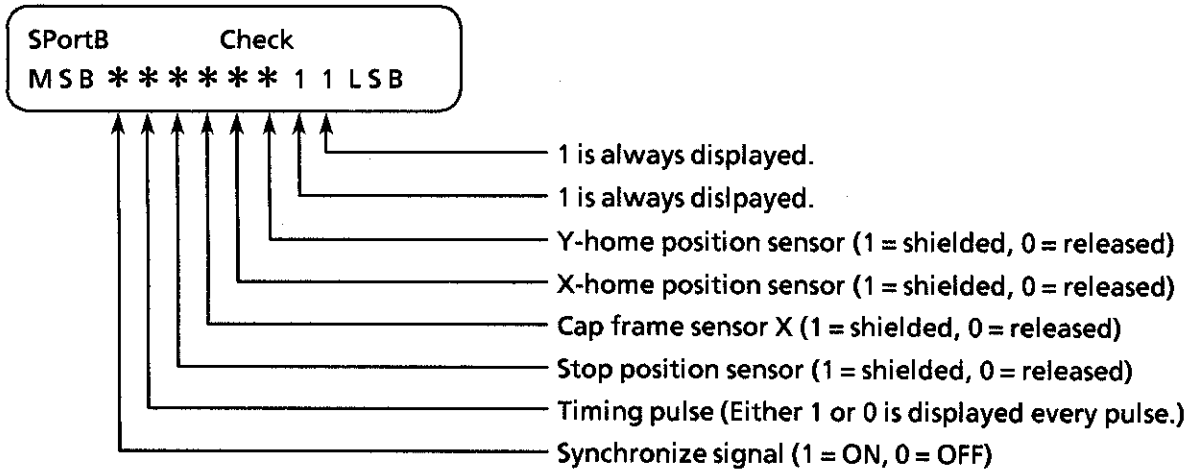 SPortB Check
MSB ****** 1 1 LSB
1 is always displayed.
1 is always dislpayed.
Y-home position sensor (1 = shielded, 0 = released)
X-home position sensor (1 = shielded, 0 = released)
Cap frame sensor X (1 = shielded, 0 = released)
Stop position sensor (1 = shielded, 0 = released)
Timing pulse (Either 1 or 0 is displayed every pulse.)
Synchronize signal (1 = ON, 0 = OFF)